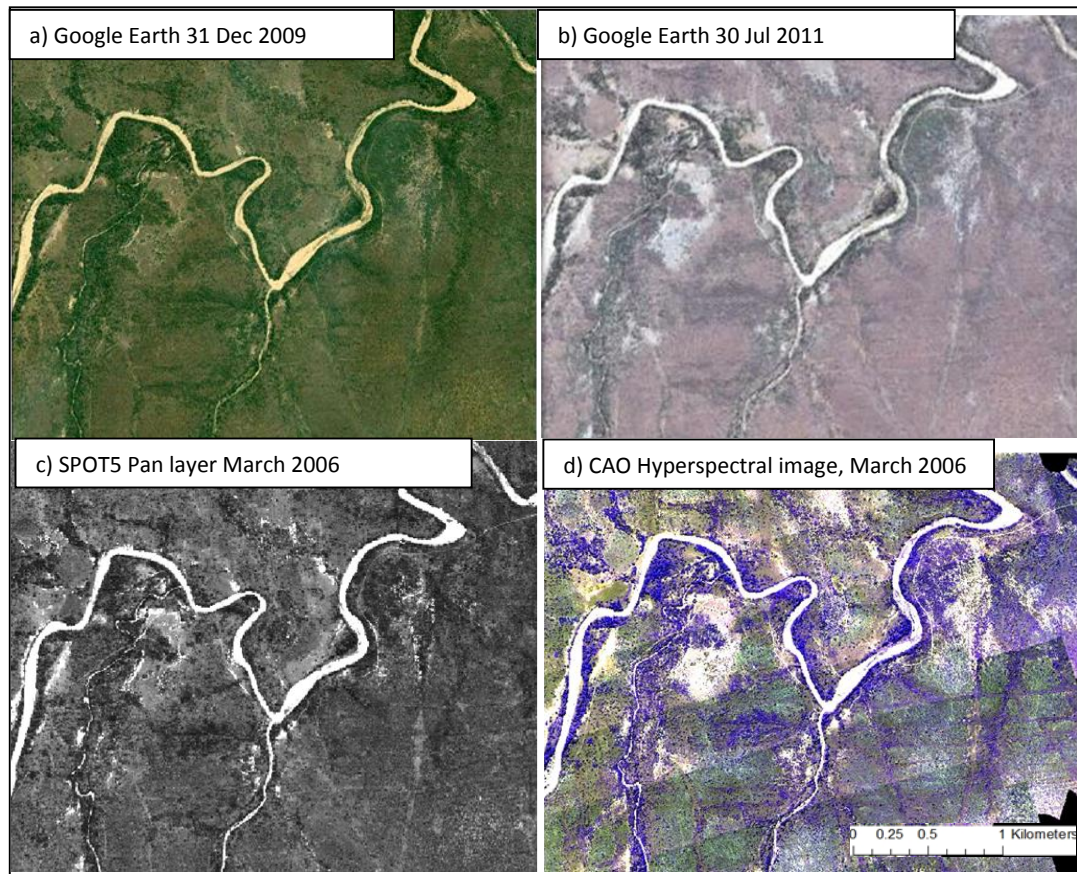 a) Google Earth 31 Dec 2009
b) Google Earth 30 Jul 2011
c) SPOT5 Pan layer March 2006
d) CAO Hyperspectral image, March 2006
0 0.25 0.5 1 Kilometers